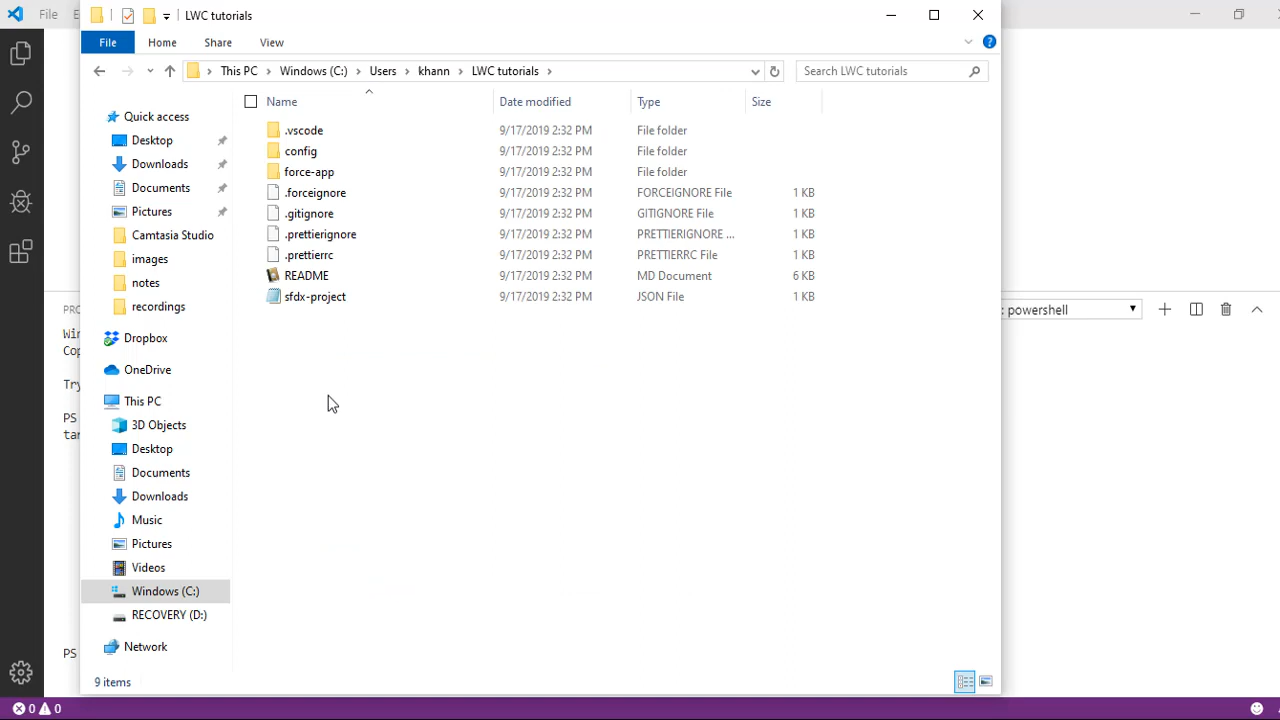 File E
LWC tutorials
File Home Share View
This PC Windows (C:) Users khann LWC tutorials
Search LWC tutorials
Name Date modified Type Size
.vscode 9/17/2019 2:32 PM File folder
config 9/17/2019 2:32 PM File folder
force-app 9/17/2019 2:32 PM File folder
.forceignore 9/17/2019 2:32 PM FORCEIGNORE File 1 KB
.gitignore 9/17/2019 2:32 PM GITIGNORE File 1 KB
.prettierignore 9/17/2019 2:32 PM PRETTIERIGNORE ... 1 KB
.prettierrc 9/17/2019 2:32 PM PRETTIERRC File 1 KB
README 9/17/2019 2:32 PM MD Document 6 KB
sfdx-project 9/17/2019 2:32 PM JSON File 1 KB
Quick access
Desktop
Downloads
Documents
Pictures
Camtasia Studio
images
notes
recordings
Dropbox
OneDrive
This PC
3D Objects
Desktop
Documents
Downloads
Music
Pictures
Videos
Windows (C:)
RECOVERY (D:)
Network
9 items
PRO
Win
Cop
Try
PS
tar
PS
: powershell
0 0